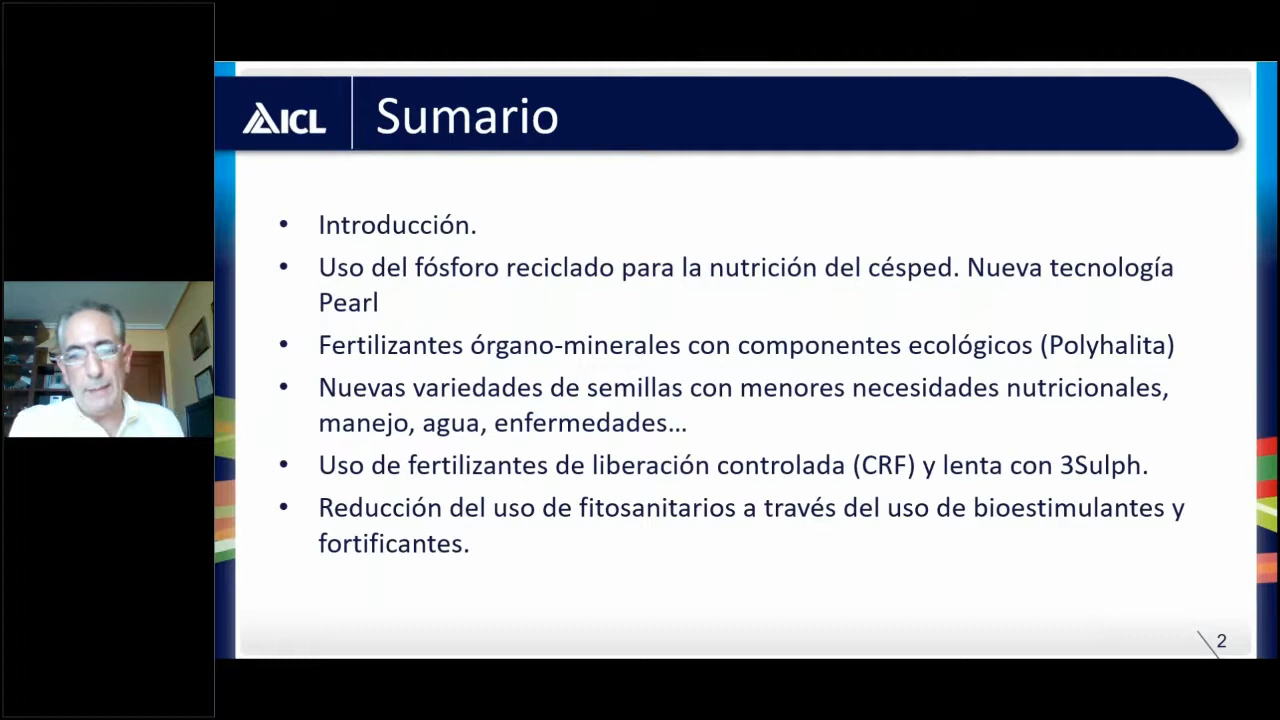 ICL
Sumario
• Introducción.
• Uso del fósforo reciclado para la nutrición del césped. Nueva tecnología
Pearl
• Fertilizantes órgano-minerales con componentes ecológicos (Polyhalita)
• Nuevas variedades de semillas con menores necesidades nutricionales,
manejo, agua, enfermedades...
• Uso de fertilizantes de liberación controlada (CRF) y lenta con 3Sulph.
• Reducción del uso de fitosanitarios a través del uso de bioestimulantes y
fortificantes.
2